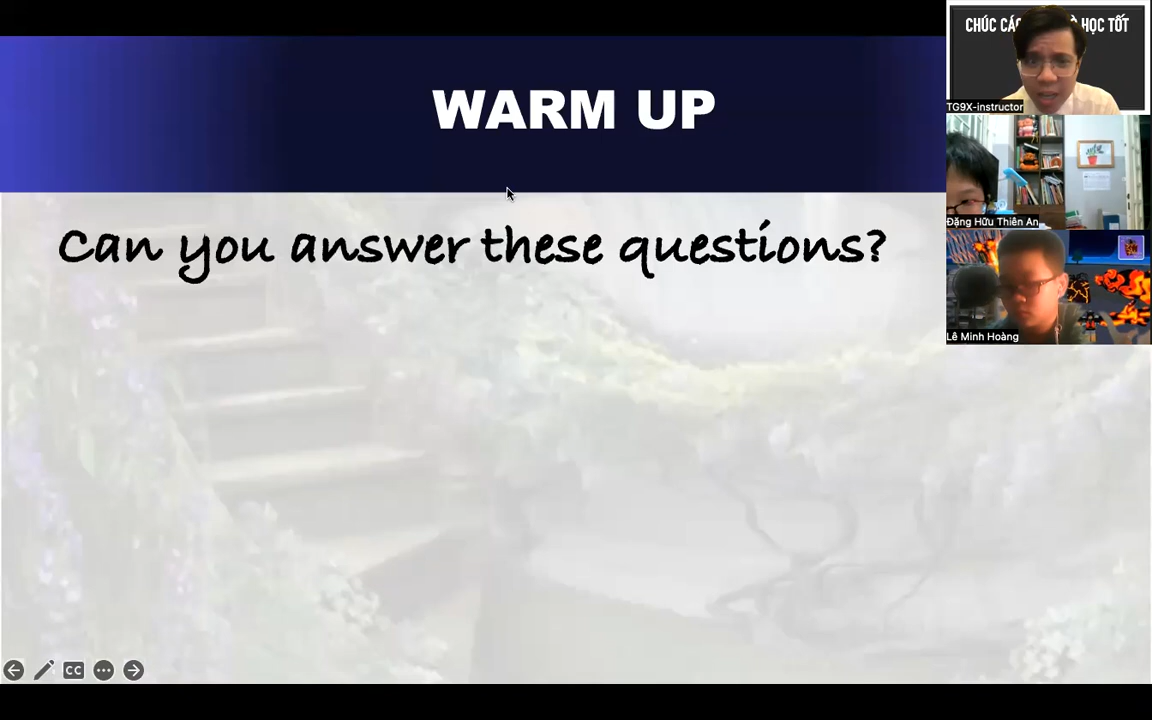 WARM UP
Can you answer these questions?
CHÚC CÁC HỌC TỐT
TG9X-instructor
Đặng Hữu Thiên An
Lê Minh Hoàng
CC